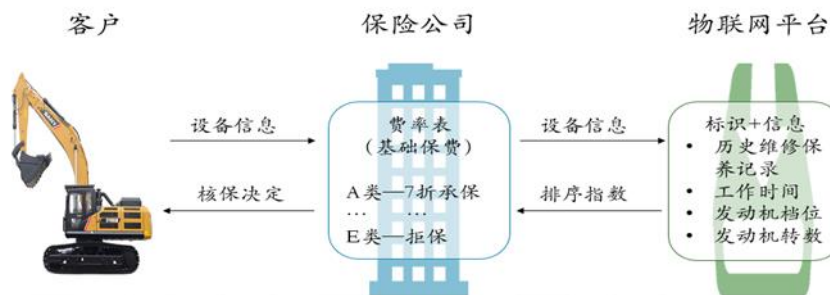 客户
保险公司
物联网平台
设备信息
核保决定
费率表
(基础保费)
A类—7折承保
… …
E类—拒保
设备信息
排序指数
标识+信息
• 历史维修保
养记录
• 工作时间
• 发动机档位
• 发动机转数